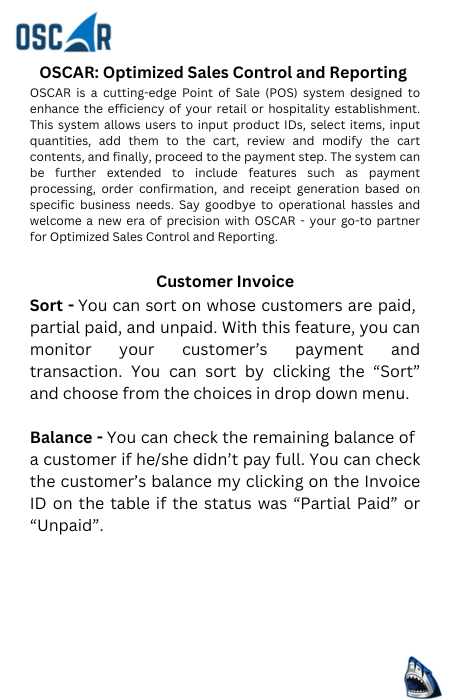 OSCAR
OSCAR: Optimized Sales Control and Reporting
OSCAR is a cutting-edge Point of Sale (POS) system designed to
enhance the efficiency of your retail or hospitality establishment.
This system allows users to input product IDs, select items, input
quantities, add them to the cart, review and modify the cart
contents, and finally, proceed to the payment step. The system can
be further extended to include features such as payment
processing, order confirmation, and receipt generation based on
specific business needs. Say goodbye to operational hassles and
welcome a new era of precision with OSCAR - your go-to partner
for Optimized Sales Control and Reporting.
Customer Invoice
Sort - You can sort on whose customers are paid,
partial paid, and unpaid. With this feature, you can
monitor your customer’s payment and
transaction. You can sort by clicking the “Sort”
and choose from the choices in drop down menu.
Balance - You can check the remaining balance of
a customer if he/she didn’t pay full. You can check
the customer’s balance my clicking on the Invoice
ID on the table if the status was “Partial Paid” or
“Unpaid”.